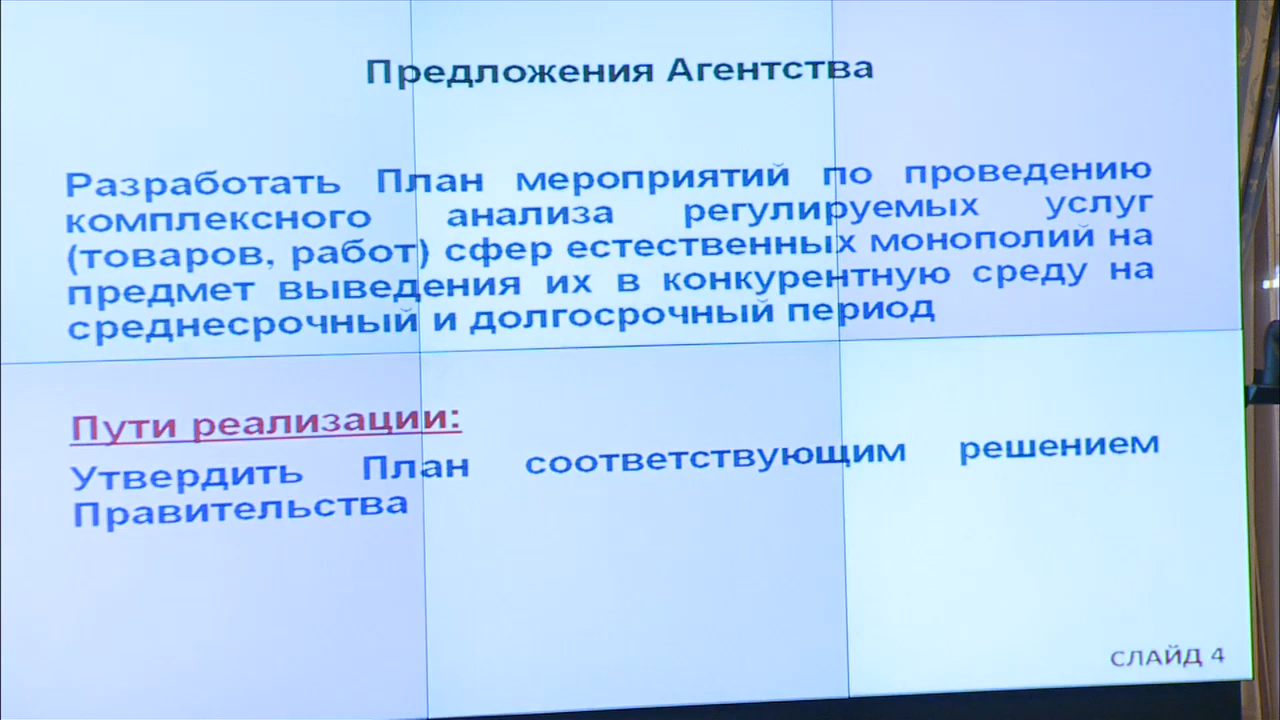 Предложения Агентства
Разработать План мероприятий по проведению
комплексного анализа регулируемых услуг
(товаров, работ) сфер естественных монополий на
предмет выведения их в конкурентную среду на
среднесрочный и долгосрочный период
Пути реализации:
Утвердить План соответствующим решением
Правительства
СЛАЙД 4